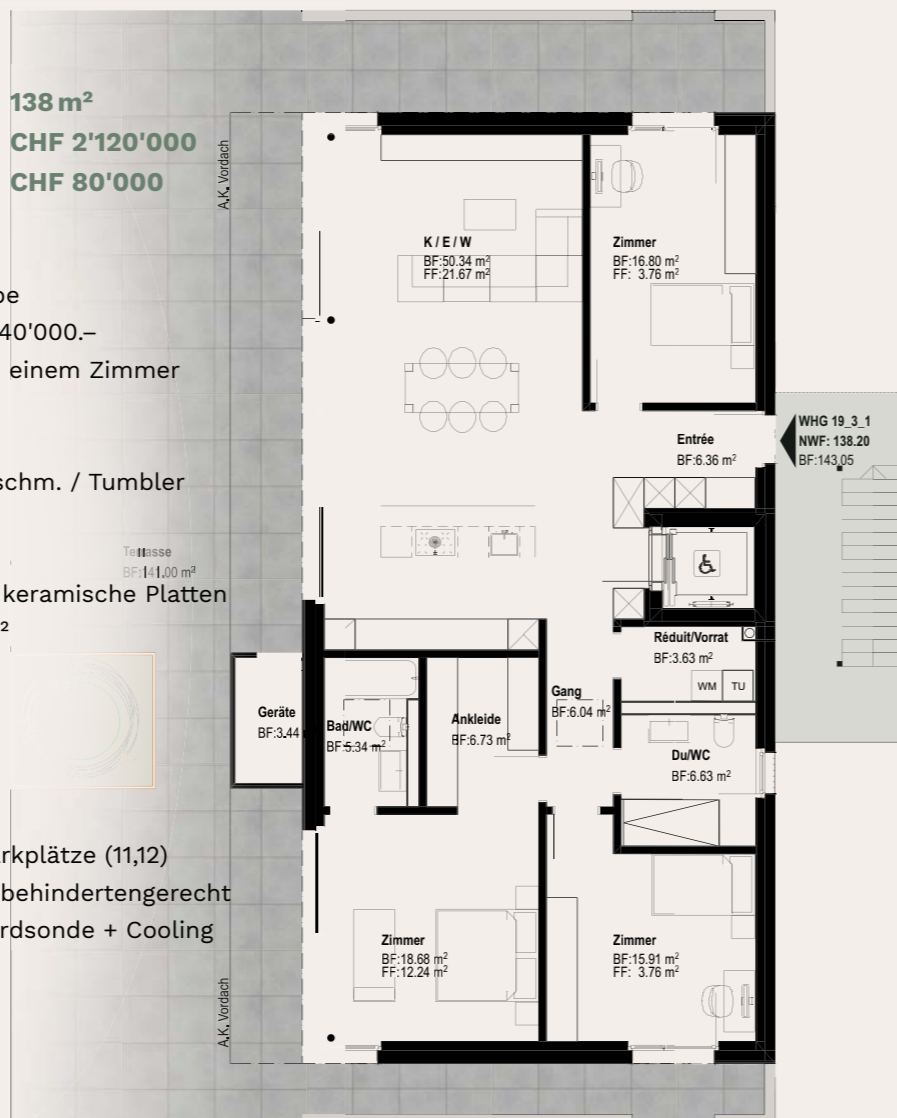 138 m²
CHF 2'120'000
CHF 80'000
40'000.–
einem Zimmer
schm. / Tumbler
keramische Platten
rkplätze (11,12)
behindertengerecht
rdsonde + Cooling
A.K. Vordach
K / E / W
BF:50.34 m²
FF:21.67 m²
Zimmer
BF:16.80 m²
FF: 3.76 m²
Entrée
BF:6.36 m²
WHG 19_3_1
NWF: 138.20
BF:143.05
Terrasse
BF:141.00 m²
Réduit/Vorrat
BF:3.63 m²
WM TU
Gang
BF:6.04 m²
Geräte
BF:3.44
Bad/WC
BF:5.34 m²
Ankleide
BF:6.73 m²
Du/WC
BF:6.63 m²
Zimmer
BF:18.68 m²
FF:12.24 m²
Zimmer
BF:15.91 m²
FF: 3.76 m²
A.K. Vordach